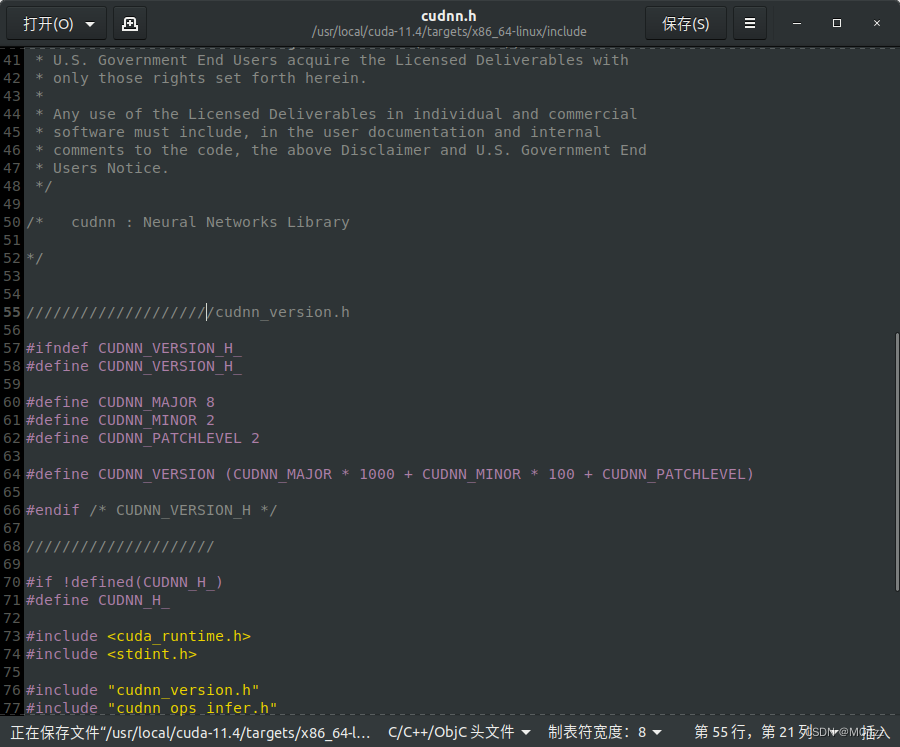 打开(O)
cudnn.h
/usr/local/cuda-11.4/targets/x86_64-linux/include
保存(S)
41 * U.S. Government End Users acquire the Licensed Deliverables with
42 * only those rights set forth herein.
43 *
44 * Any use of the Licensed Deliverables in individual and commercial
45 * software must include, in the user documentation and internal
46 * comments to the code, the above Disclaimer and U.S. Government End
47 * Users Notice.
48 */
49
50 /*   cudnn : Neural Networks Library
51
52 */
53
54
55 //////////////////////cudnn_version.h
56
57 #ifndef CUDNN_VERSION_H_
58 #define CUDNN_VERSION_H_
59
60 #define CUDNN_MAJOR 8
61 #define CUDNN_MINOR 2
62 #define CUDNN_PATCHLEVEL 2
63
64 #define CUDNN_VERSION (CUDNN_MAJOR * 1000 + CUDNN_MINOR * 100 + CUDNN_PATCHLEVEL)
65
66 #endif /* CUDNN_VERSION_H */
67
68 /////////////////////
69
70 #if !defined(CUDNN_H_)
71 #define CUDNN_H_
72
73 #include <cuda_runtime.h>
74 #include <stdint.h>
75
76 #include "cudnn_version.h"
77 #include "cudnn_ops_infer.h"
正在保存文件“/usr/local/cuda-11.4/targets/x86_64-l… C/C++/ObjC 头文件 制表符宽度：8 第 55 行，第 21 列 插入